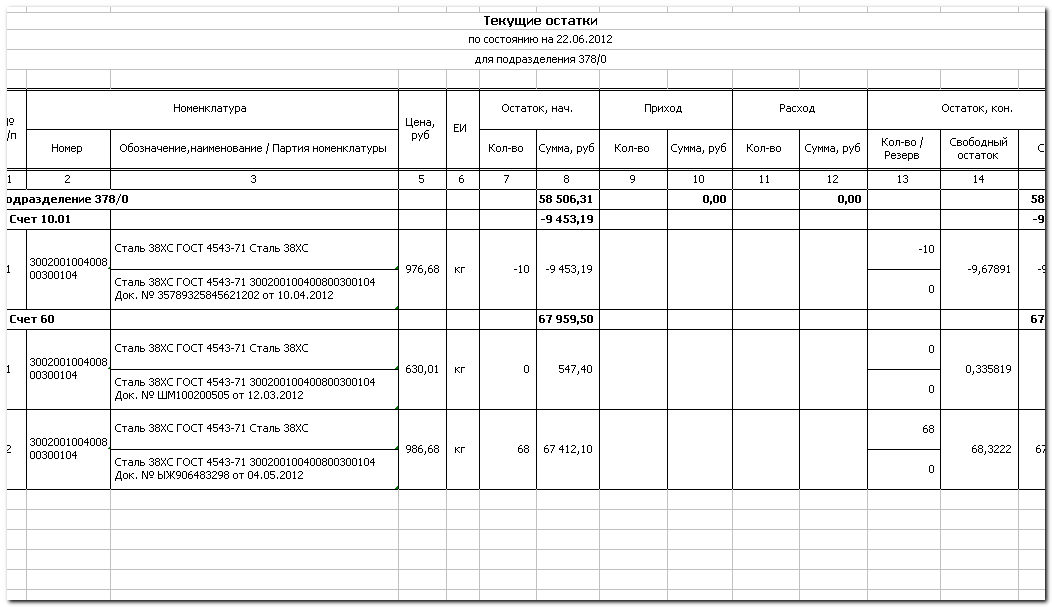 Текущие остатки
по состоянию на 22.06.2012
для подразделения 378/0
№ /п Номенклатура Цена, руб ЕИ Остаток, нач. Приход Расход Остаток, кон.
Номер Обозначение,наименование / Партия номенклатуры Кол-во Сумма, руб Кол-во Сумма, руб Кол-во Сумма, руб Кол-во / Резерв Свободный остаток С
1 2 3 5 6 7 8 9 10 11 12 13 14
одразделение 378/0 58 506,31 0,00 0,00 58
Счет 10.01 -9 453,19 -9
Сталь 38ХС ГОСТ 4543-71 Сталь 38ХС -10
1 3002001004008 00300104 976,68 кг -10 -9 453,19 -9,67891 -9
Сталь 38ХС ГОСТ 4543-71 300200100400800300104 0
Док. № 35789325845621202 от 10.04.2012
Счет 60 67 959,50 67
Сталь 38ХС ГОСТ 4543-71 Сталь 38ХС 0
1 3002001004008 00300104 630,01 кг 0 547,40 0,335819
Сталь 38ХС ГОСТ 4543-71 300200100400800300104 0
Док. № ШМ100200505 от 12.03.2012
Сталь 38ХС ГОСТ 4543-71 Сталь 38ХС 68
2 3002001004008 00300104 986,68 кг 68 67 412,10 68,3222 67
Сталь 38ХС ГОСТ 4543-71 300200100400800300104 0
Док. № ЫЖ906483298 от 04.05.2012